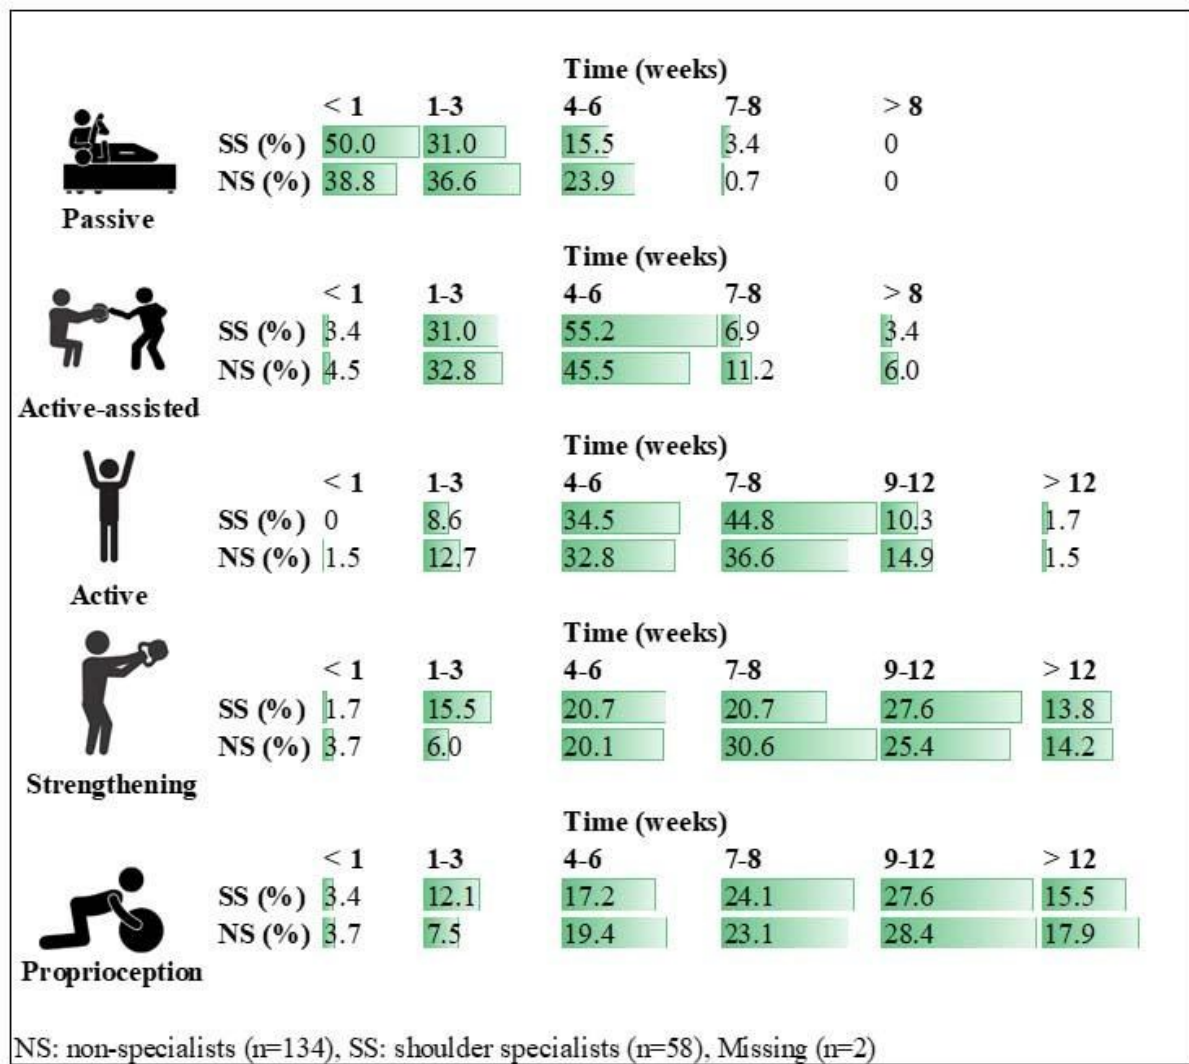 Time (weeks)
< 1 1-3 4-6 7-8 > 8
SS (%) 50.0 31.0 15.5 3.4 0
NS (%) 38.8 36.6 23.9 0.7 0
Passive
Time (weeks)
< 1 1-3 4-6 7-8 > 8
SS (%) 3.4 31.0 55.2 6.9 3.4
NS (%) 4.5 32.8 45.5 11.2 6.0
Active-assisted
Time (weeks)
< 1 1-3 4-6 7-8 9-12 > 12
SS (%) 0 8.6 34.5 44.8 10.3 1.7
NS (%) 1.5 12.7 32.8 36.6 14.9 1.5
Active
Time (weeks)
< 1 1-3 4-6 7-8 9-12 > 12
SS (%) 1.7 15.5 20.7 20.7 27.6 13.8
NS (%) 3.7 6.0 20.1 30.6 25.4 14.2
Strengthening
Time (weeks)
< 1 1-3 4-6 7-8 9-12 > 12
SS (%) 3.4 12.1 17.2 24.1 27.6 15.5
NS (%) 3.7 7.5 19.4 23.1 28.4 17.9
Proprioception
NS: non-specialists (n=134), SS: shoulder specialists (n=58), Missing (n=2)